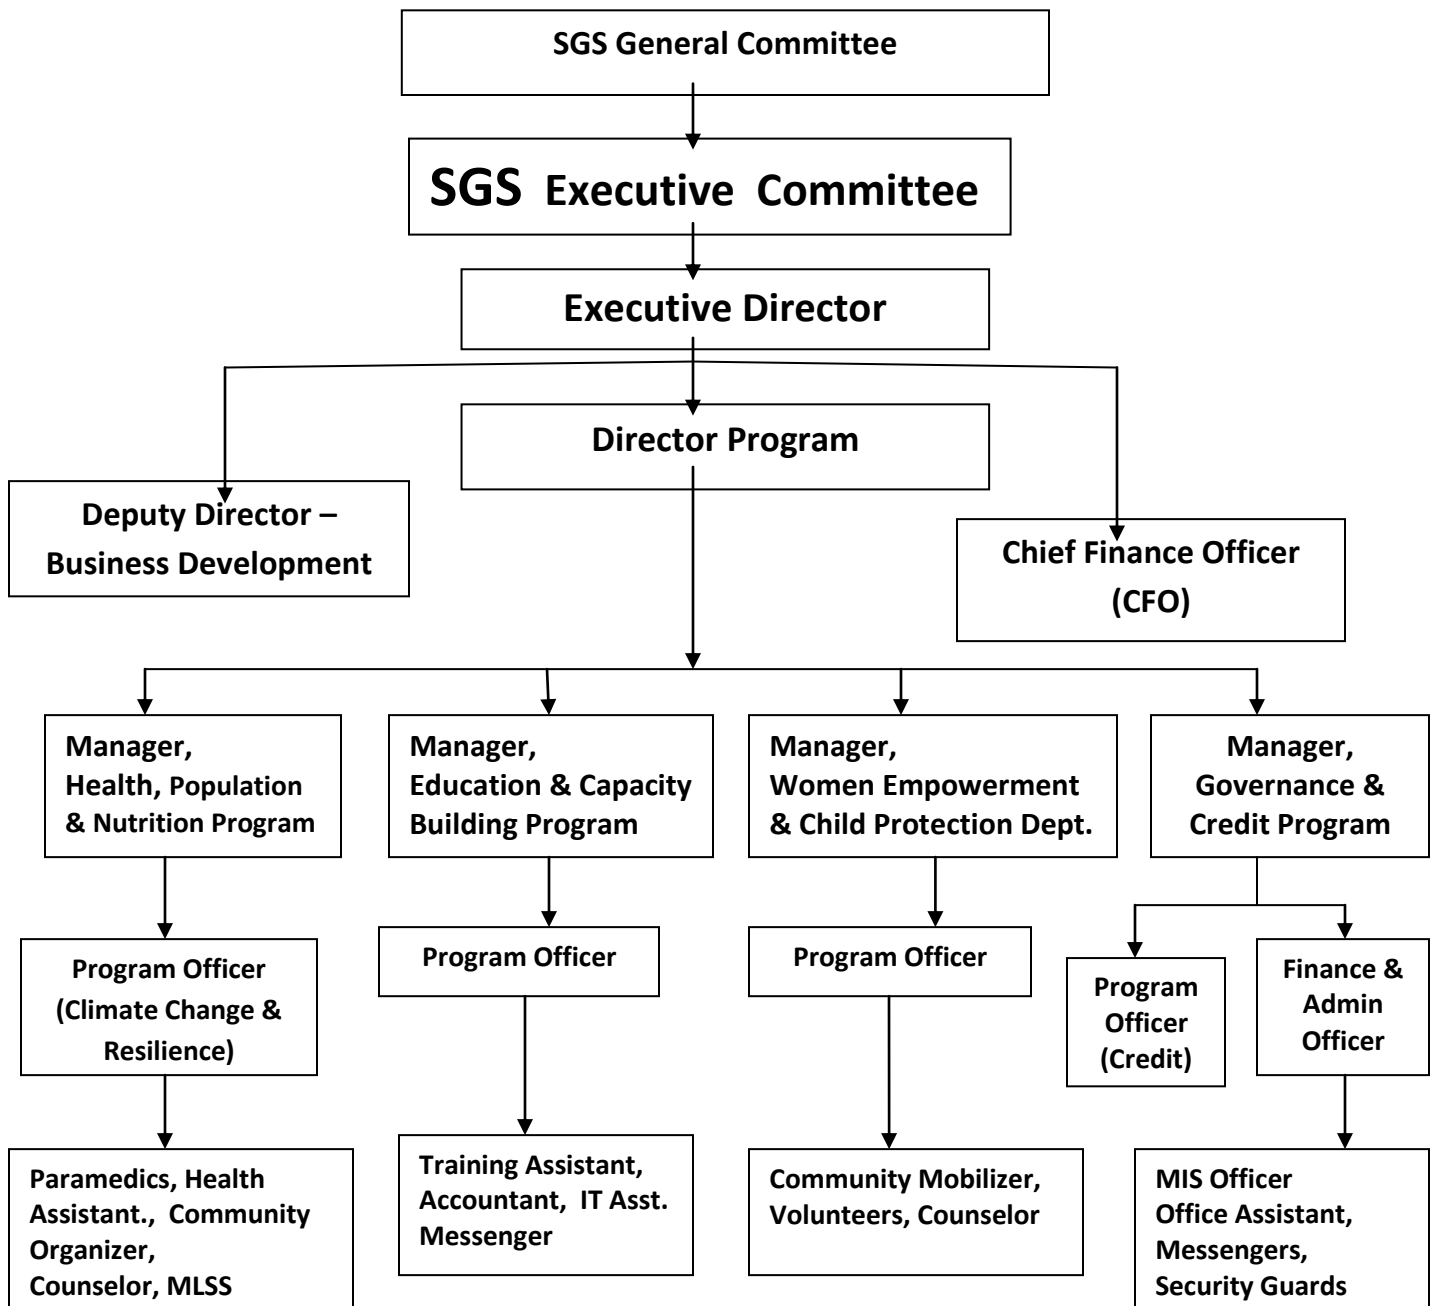 SGS General Committee
SGS Executive Committee
Executive Director
Director Program
Deputy Director –
Business Development
Chief Finance Officer
(CFO)
Manager,
Health, Population
& Nutrition Program
Manager,
Education & Capacity
Building Program
Manager,
Women Empowerment
& Child Protection Dept.
Manager,
Governance &
Credit Program
Program Officer
(Climate Change &
Resilience)
Program Officer
Program Officer
Program
Officer
(Credit)
Finance &
Admin
Officer
Paramedics, Health
Assistant., Community
Organizer,
Counselor, MLSS
Training Assistant,
Accountant, IT Asst.
Messenger
Community Mobilizer,
Volunteers, Counselor
MIS Officer
Office Assistant,
Messengers,
Security Guards